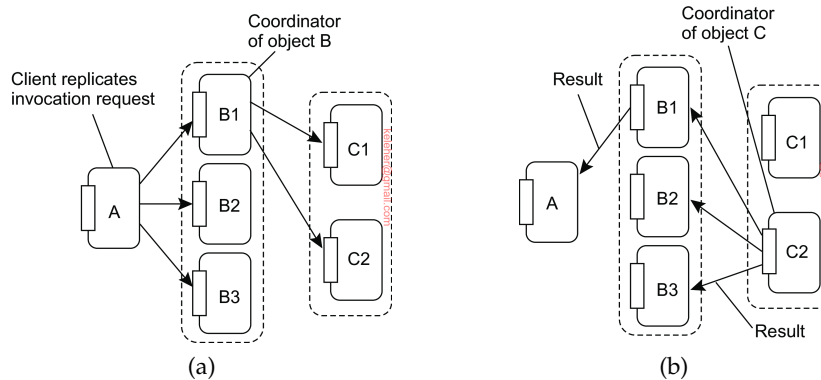 Coordinator
of object B
Client replicates
invocation request
A
B1
B2
B3
C1
C2
(a)
Coordinator
of object C
Result
A
B1
B2
B3
C1
C2
Result
(b)